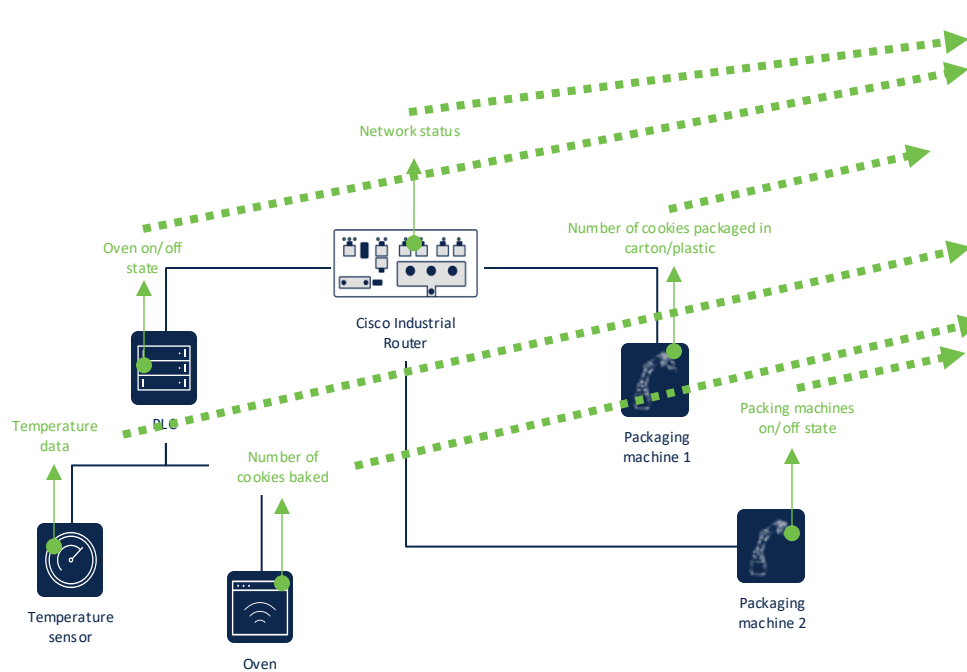 Network status
Number of cookies packaged in
carton/plastic
Oven on/off
state
Cisco Industrial
Router
PLC
Temperature
data
Number of
cookies baked
Packing machines
on/off state
Packaging
machine 1
Temperature
sensor
Packaging
machine 2
Oven